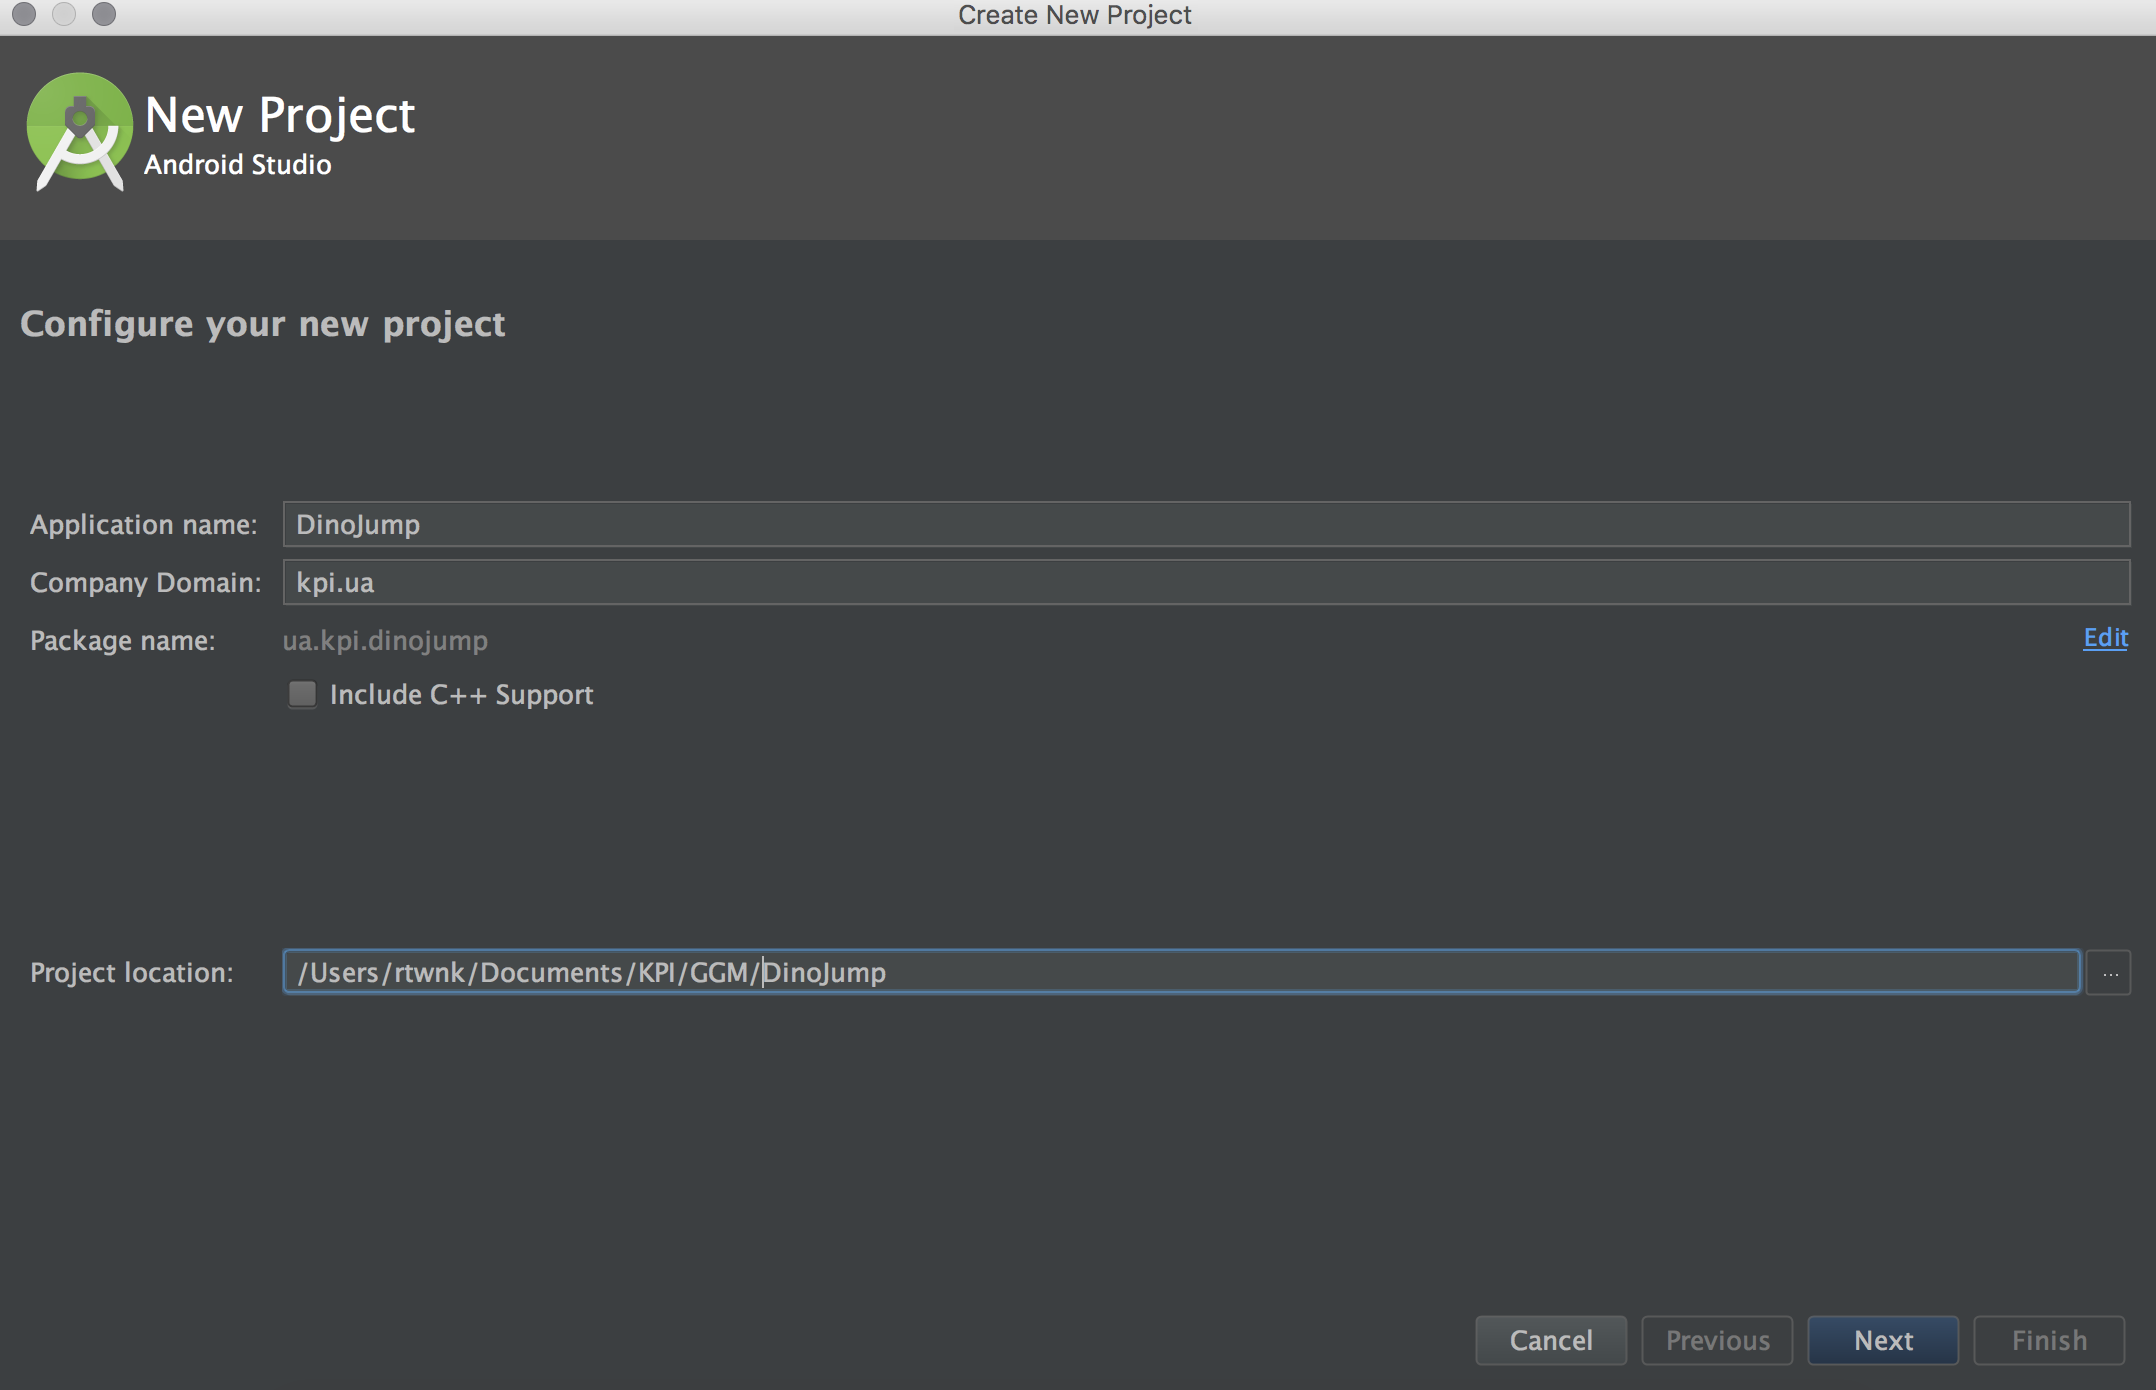 Create New Project
New Project
Android Studio
Configure your new project
Application name: DinoJump
Company Domain: kpi.ua
Package name: ua.kpi.dinojump Edit
Include C++ Support
Project location: /Users/rtwnk/Documents/KPI/GGM/DinoJump ...
Cancel Previous Next Finish